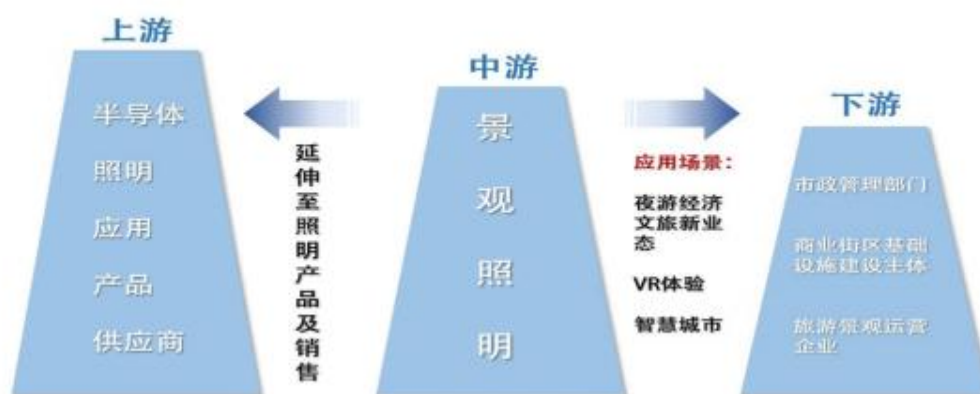 上游
半导体
照明
应用
产品
供应商
延伸至照明产品及销售
中游
景
观
照
明
应用场景：
夜游经济
文旅新业
态
VR体验
智慧城市
下游
市政管理部门
商业街区基础
设施建设主体
旅游景观运营
企业